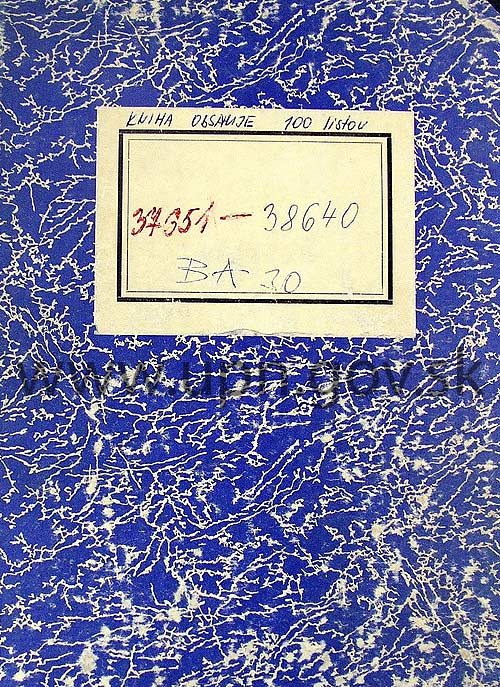 KNIHA OBSAHUJE 100 listov
37351 — 38640
BA-30
www.upn.gov.sk